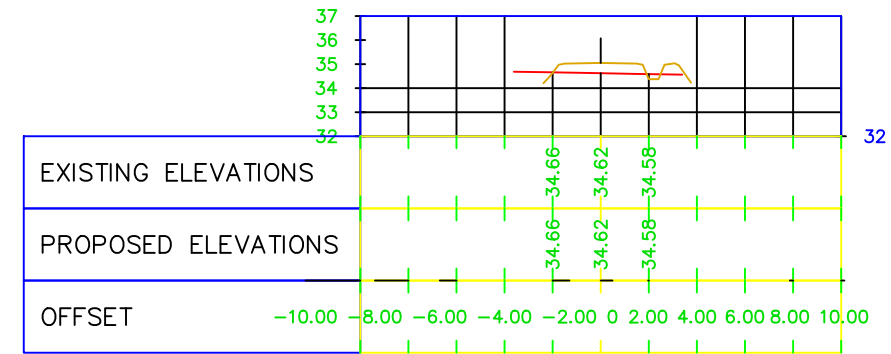 37
36
35
34
33
32
32
EXISTING ELEVATIONS 34.66 34.62 34.58
PROPOSED ELEVATIONS 34.66 34.62 34.58
OFFSET -10.00 -8.00 -6.00 -4.00 -2.00 0 2.00 4.00 6.00 8.00 10.00